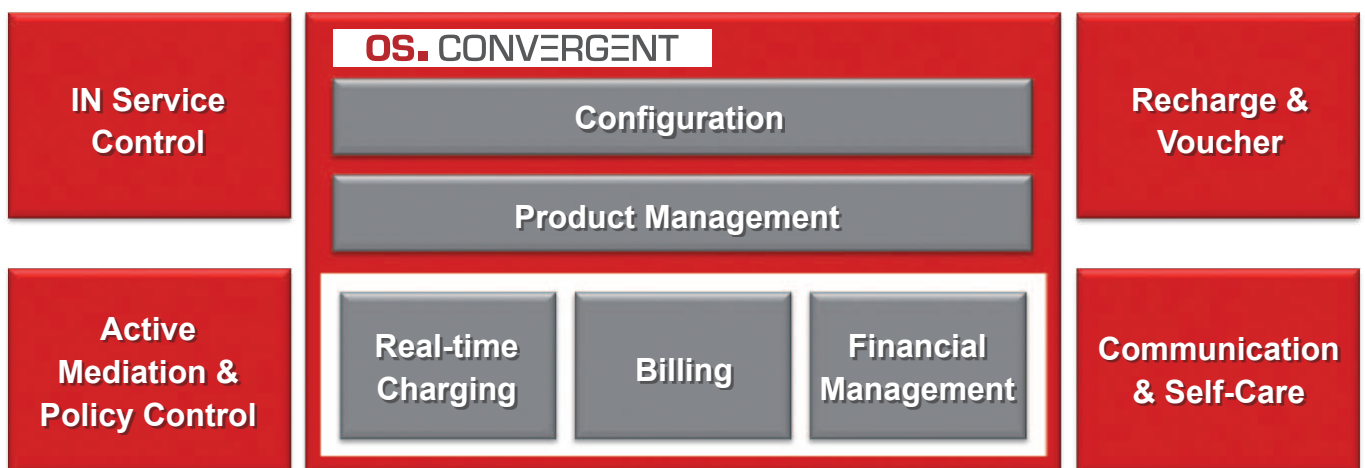 IN Service
Control
OS. CONVERGENT
Configuration
Product Management
Real-time
Charging
Billing
Financial
Management
Recharge &
Voucher
Active
Mediation &
Policy Control
Communication
& Self-Care